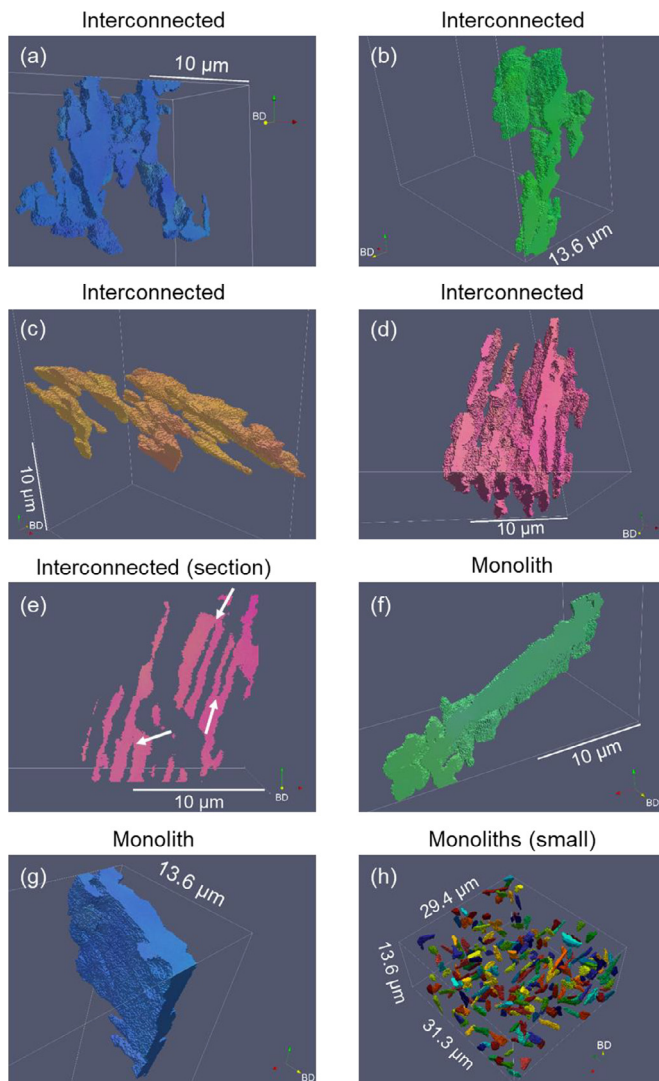 Interconnected
Interconnected
(a)
10 µm
BD
(b)
13.6 µm
BD
Interconnected
Interconnected
(c)
10 µm
BD
(d)
10 µm
BD
Interconnected (section)
Monolith
(e)
10 µm
BD
(f)
10 µm
BD
Monolith
Monoliths (small)
(g)
13.6 µm
BD
(h)
29.4 µm
13.6 µm
31.3 µm
BD